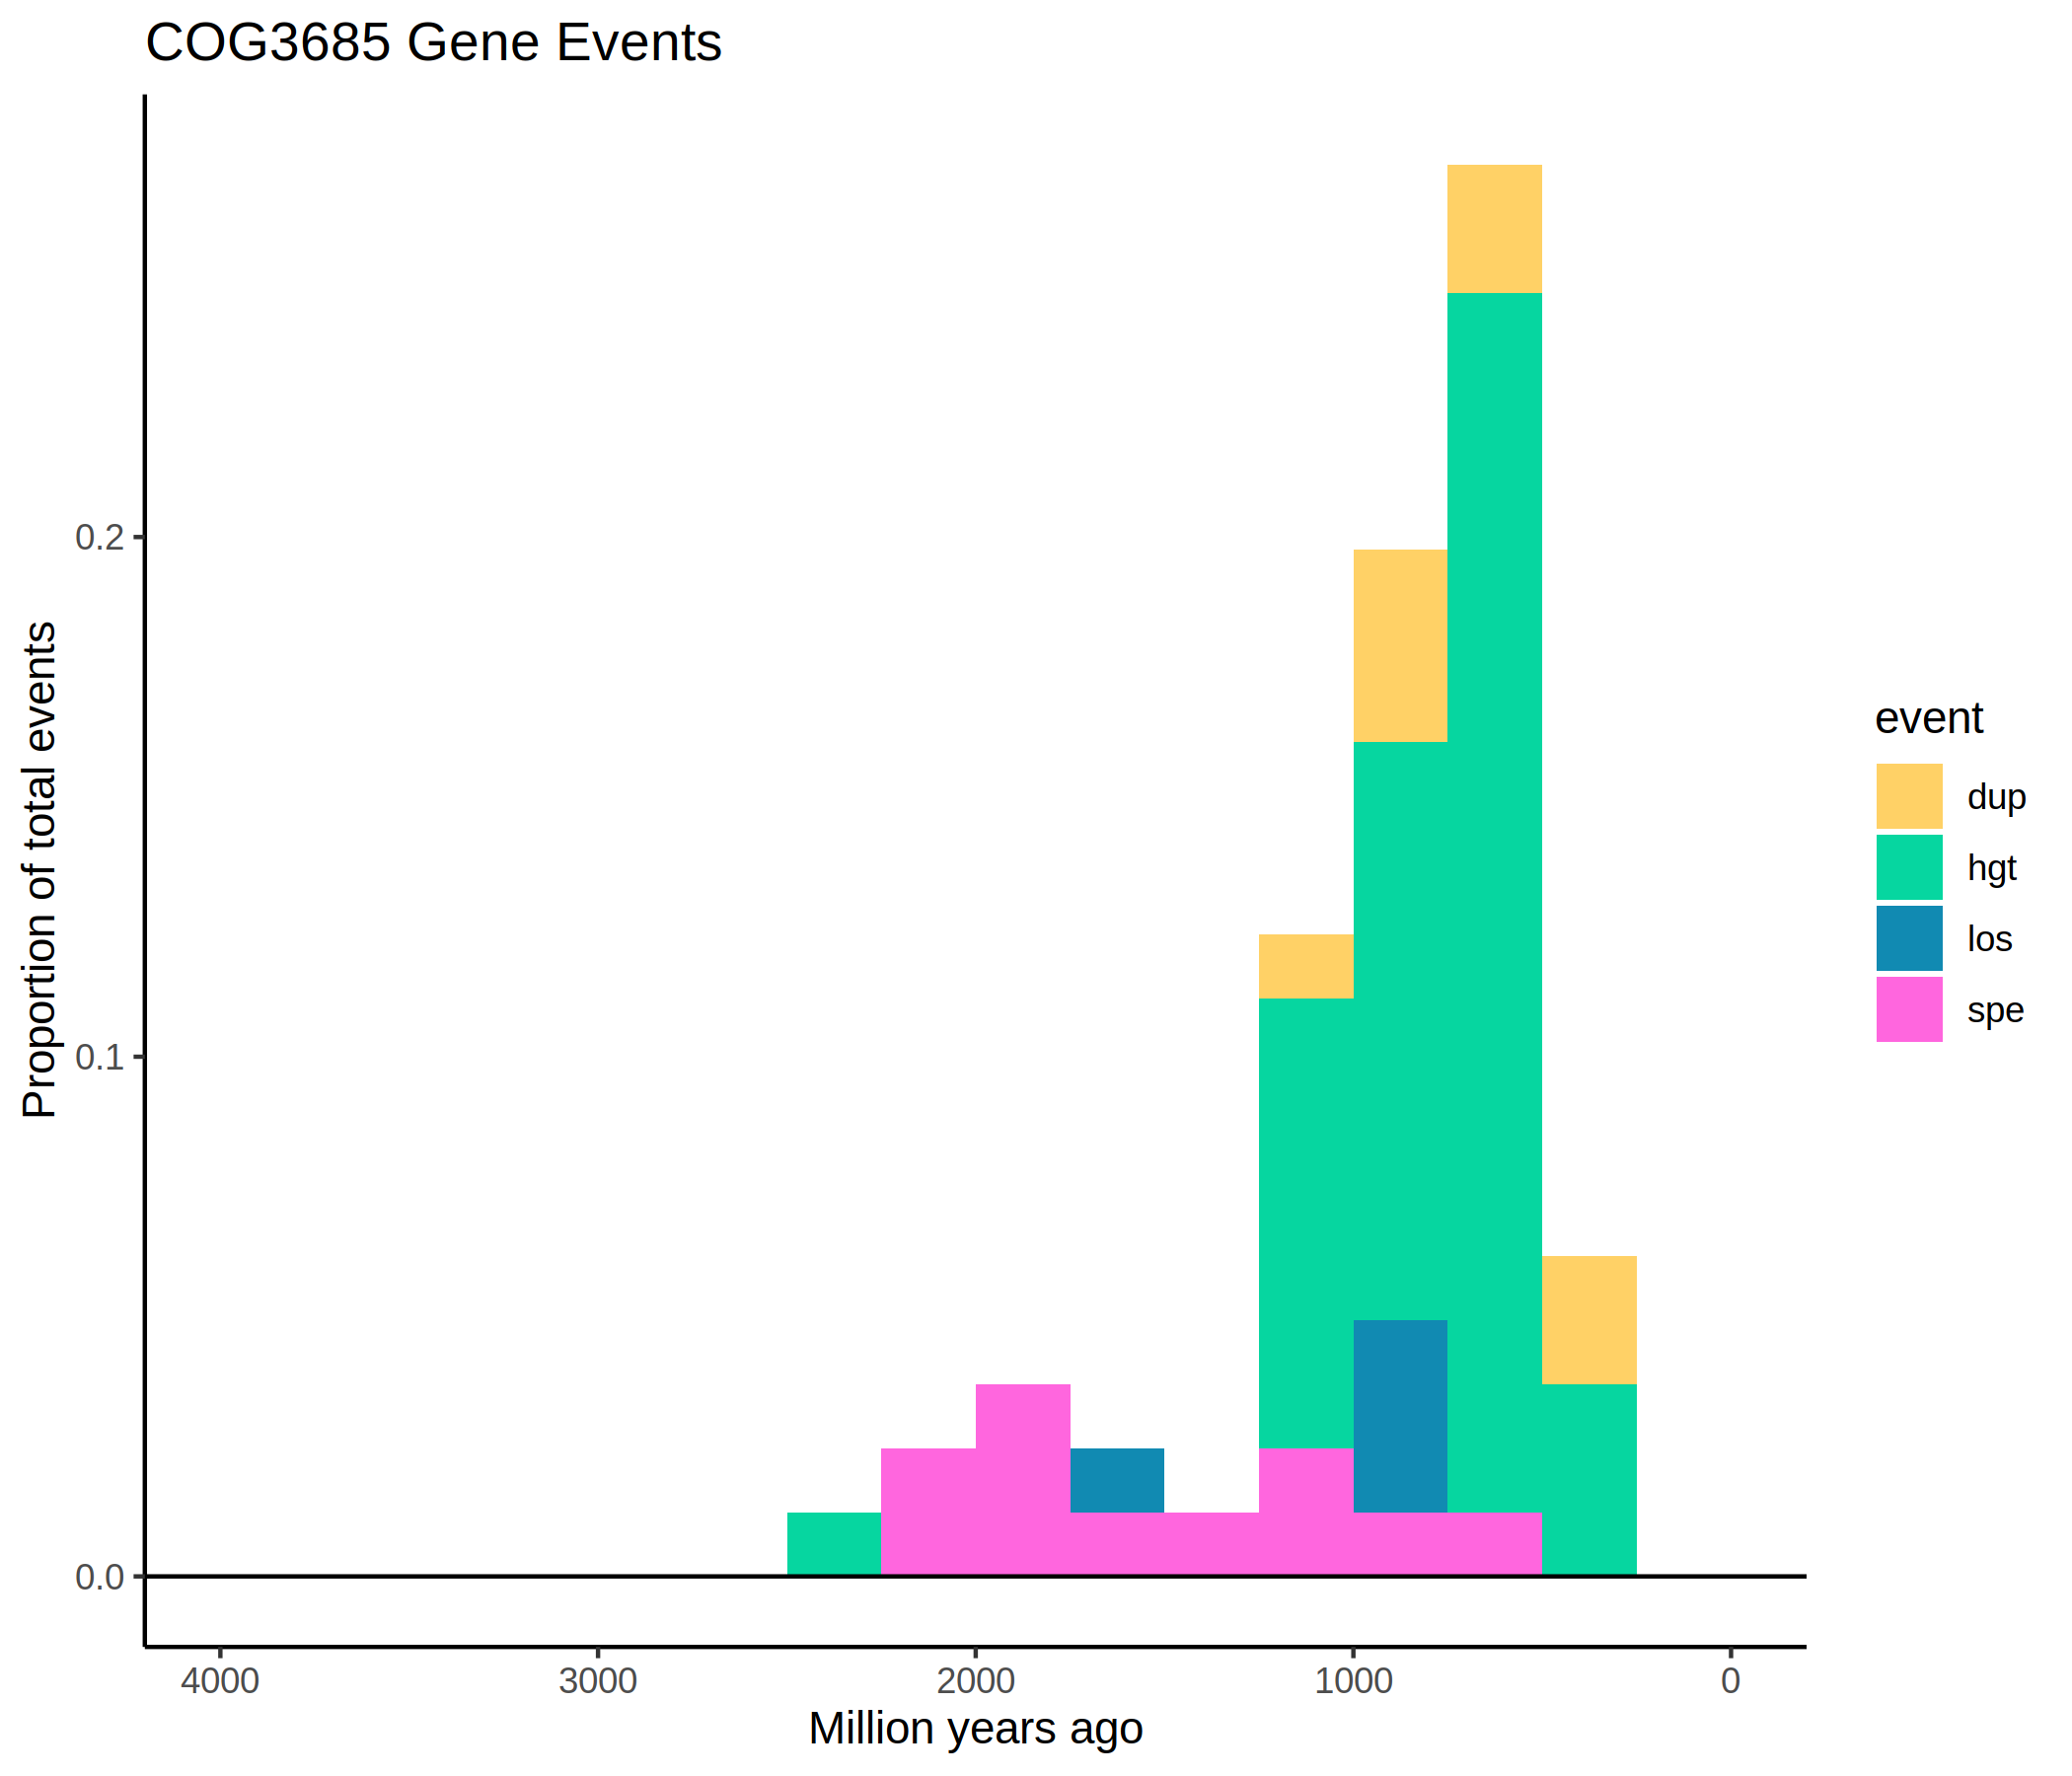 COG3685 Gene Events
Proportion of total events
0.2
0.1
0.0
4000 3000 2000 1000 0
Million years ago
event
dup
hgt
los
spe